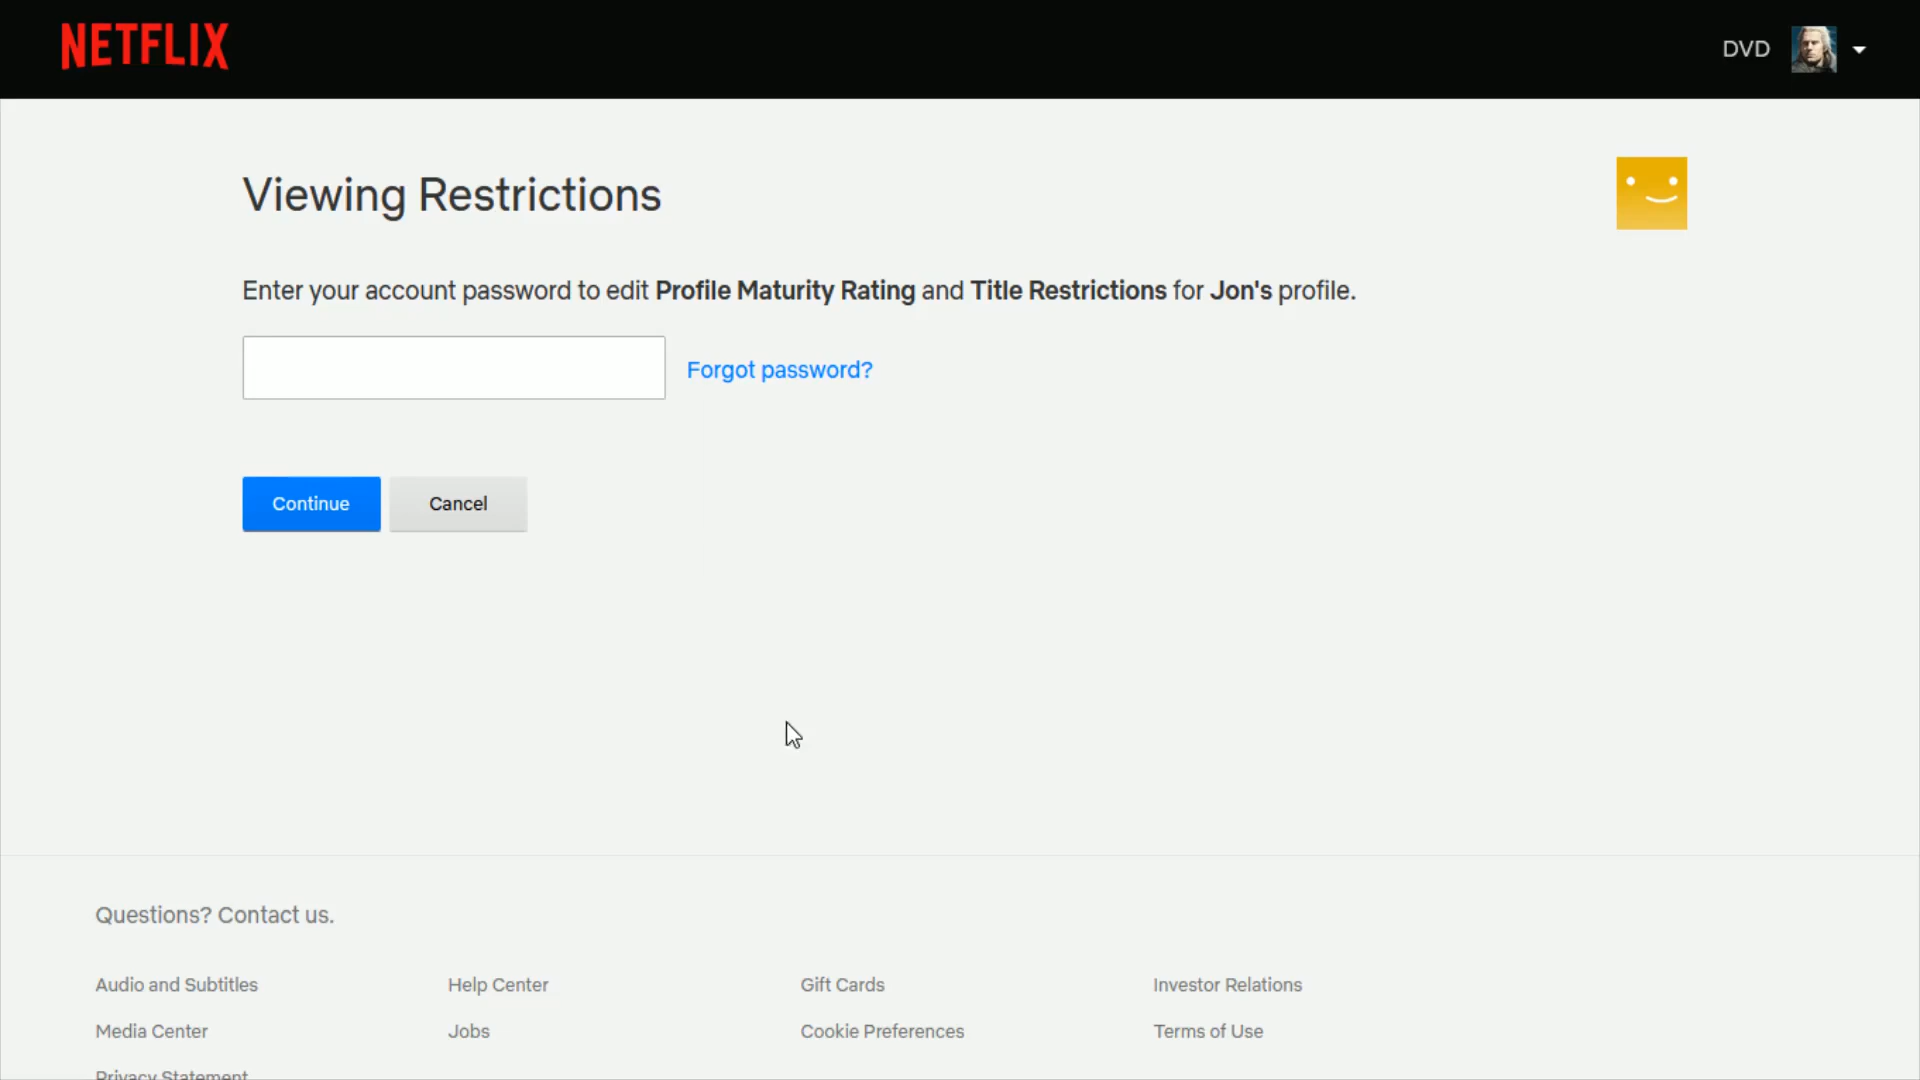 NETFLIX
DVD
Viewing Restrictions
Enter your account password to edit Profile Maturity Rating and Title Restrictions for Jon's profile.
Forgot password?
Continue
Cancel
Questions? Contact us.
Audio and Subtitles
Help Center
Gift Cards
Investor Relations
Media Center
Jobs
Cookie Preferences
Terms of Use
Privacy Statement